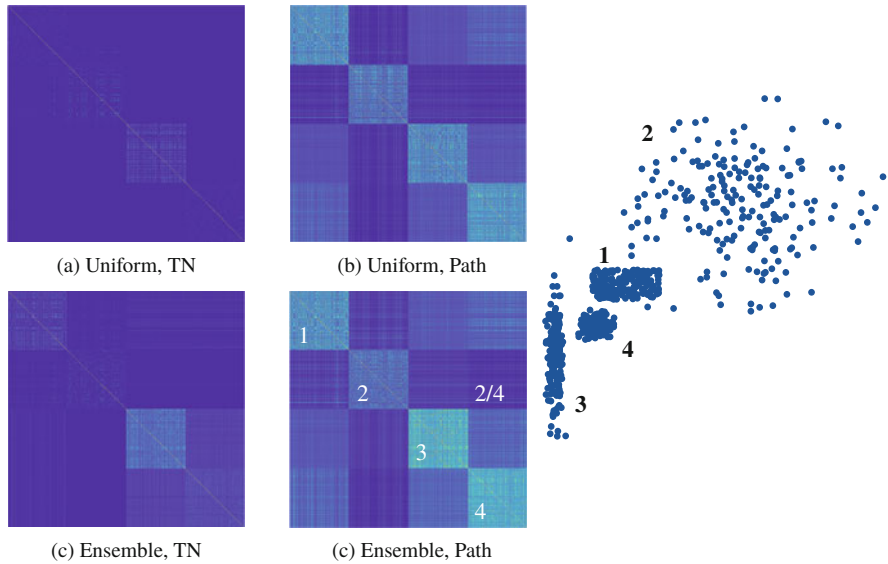 (a) Uniform, TN
(b) Uniform, Path
1
2
2/4
3
4
(c) Ensemble, TN
(c) Ensemble, Path
2
1
4
3